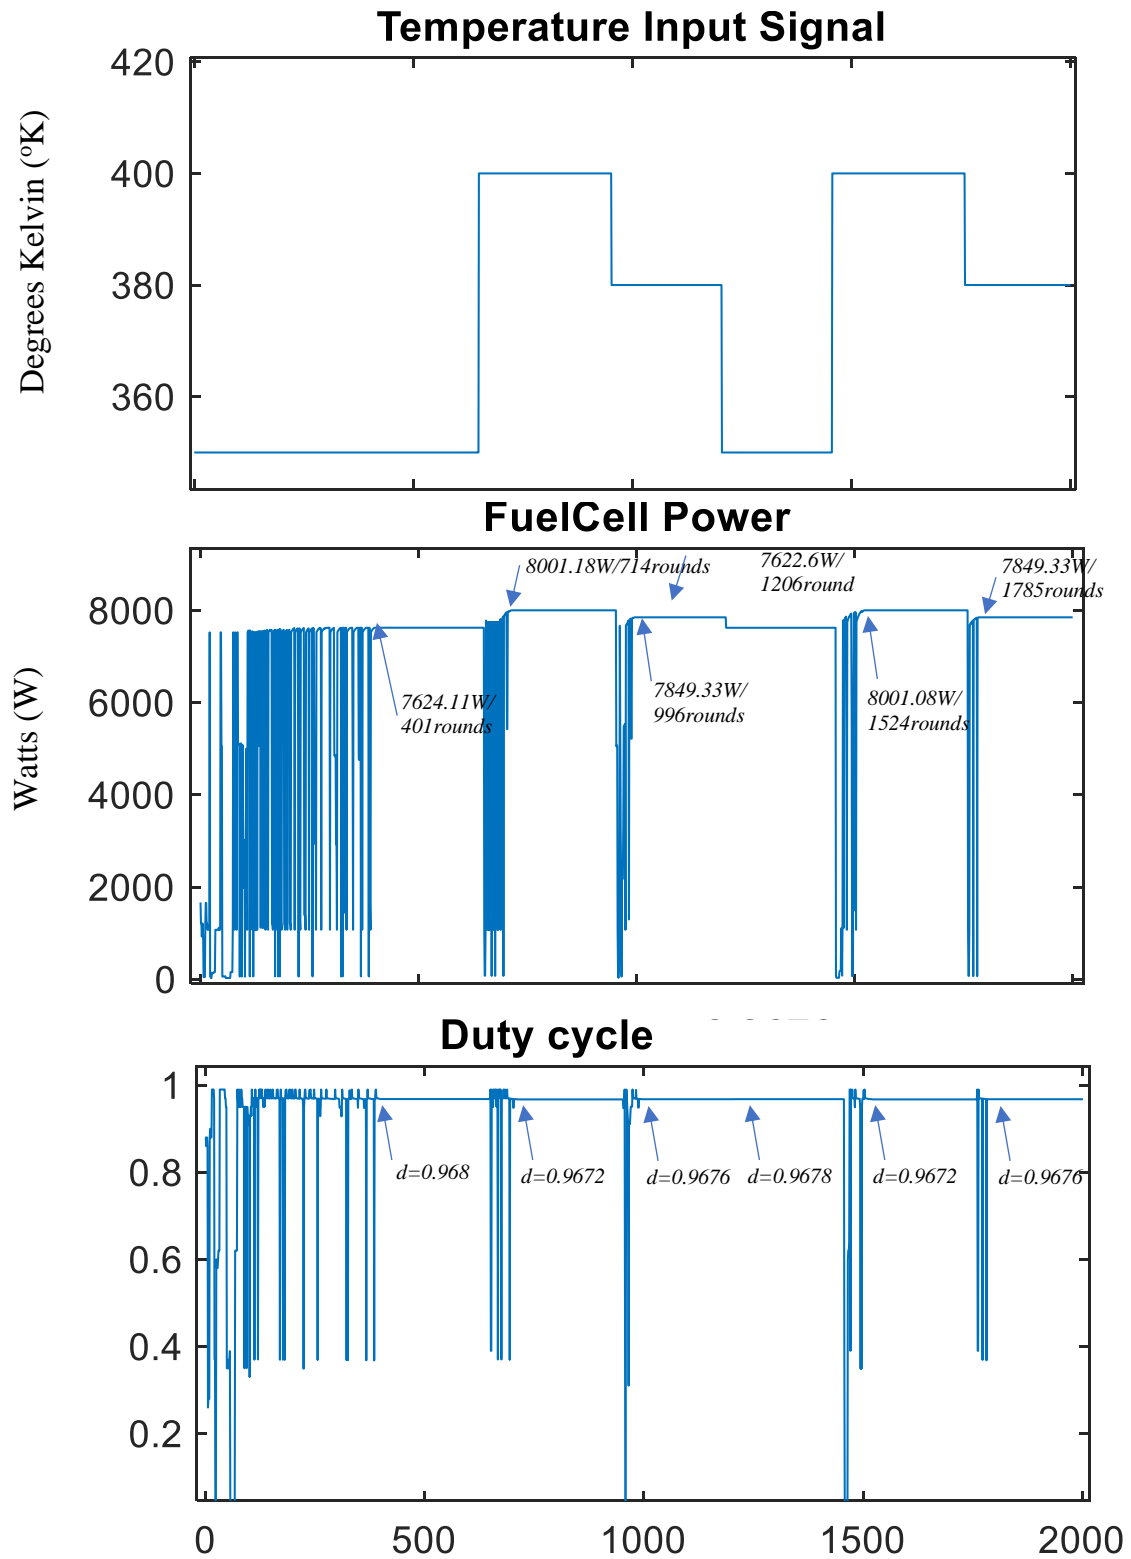 Temperature Input Signal
Degrees Kelvin (ºK)
420
400
380
360
FuelCell Power
Watts (W)
8000
6000
4000
2000
0
8001.18W/714rounds
7622.6W/
1206round
7849.33W/
1785rounds
7624.11W/
401rounds
7849.33W/
996rounds
8001.08W/
1524rounds
Duty cycle
1
0.8
0.6
0.4
0.2
d=0.968
d=0.9672
d=0.9676
d=0.9678
d=0.9672
d=0.9676
0
500
1000
1500
2000